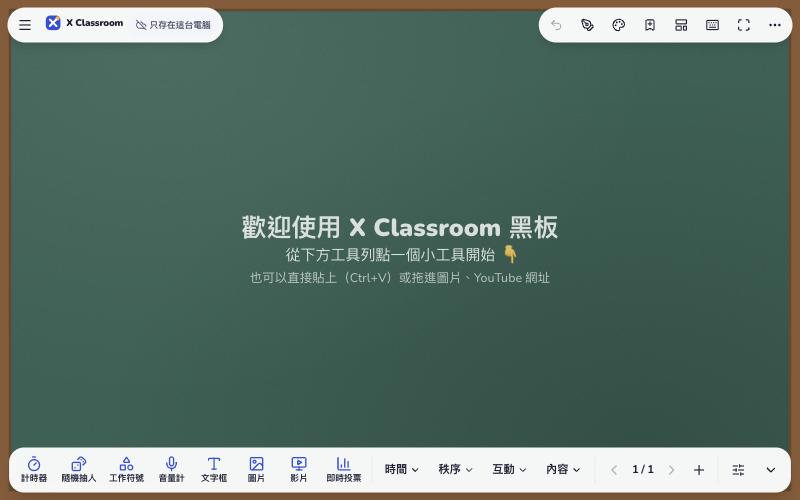 X Classroom 只存在這台電腦
歡迎使用 X Classroom 黑板
從下方工具列點一個小工具開始 👇
也可以直接貼上（Ctrl+V）或拖進圖片、YouTube 網址
計時器 隨機抽人 工作符號 音量計 文字框 圖片 影片 即時投票 時間 秩序 互動 內容 1 / 1